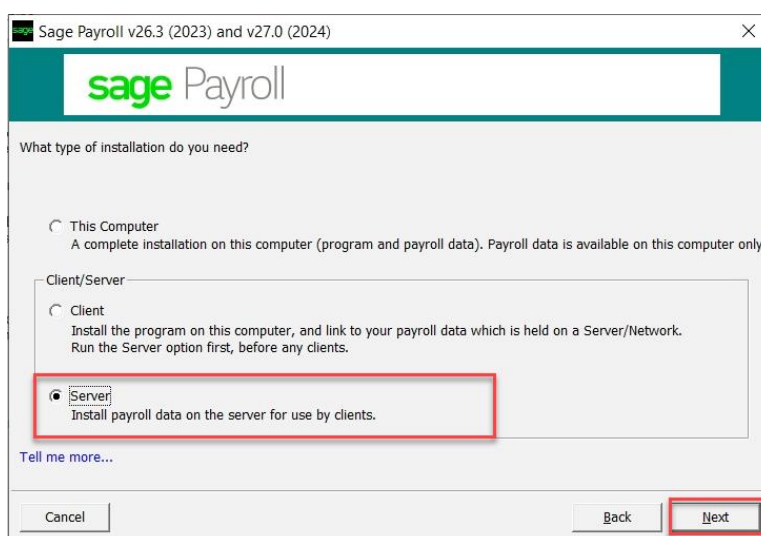 sage
Sage Payroll v26.3 (2023) and v27.0 (2024)
sage Payroll
What type of installation do you need?
This Computer
A complete installation on this computer (program and payroll data). Payroll data is available on this computer only
Client/Server
Client
Install the program on this computer, and link to your payroll data which is held on a Server/Network.
Run the Server option first, before any clients.
Server
Install payroll data on the server for use by clients.
Tell me more...
Cancel
Back
Next